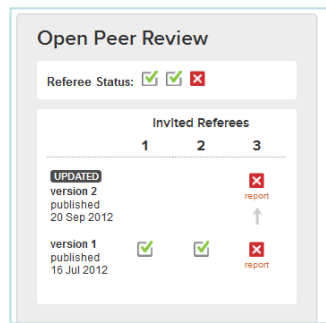 Open Peer Review
Referee Status:
Invited Referees
1 2 3
UPDATED
version 2
published
20 Sep 2012
report
version 1
published
16 Jul 2012
report